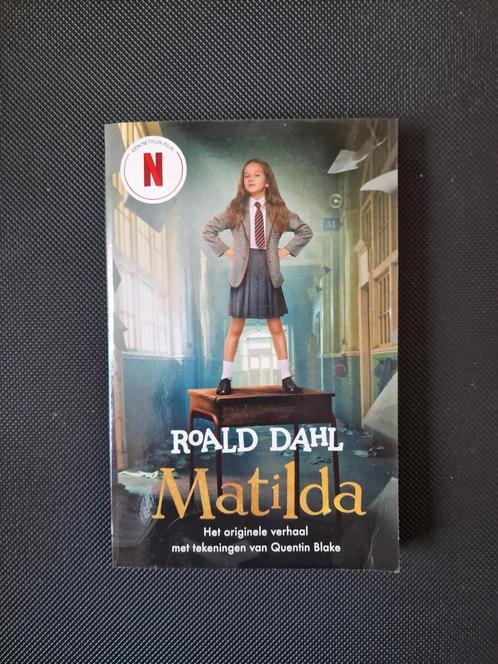 EEN NETFLIX-FILM
N
M
ROALD DAHL
Matilda
Het originele verhaal
met tekeningen van Quentin Blake